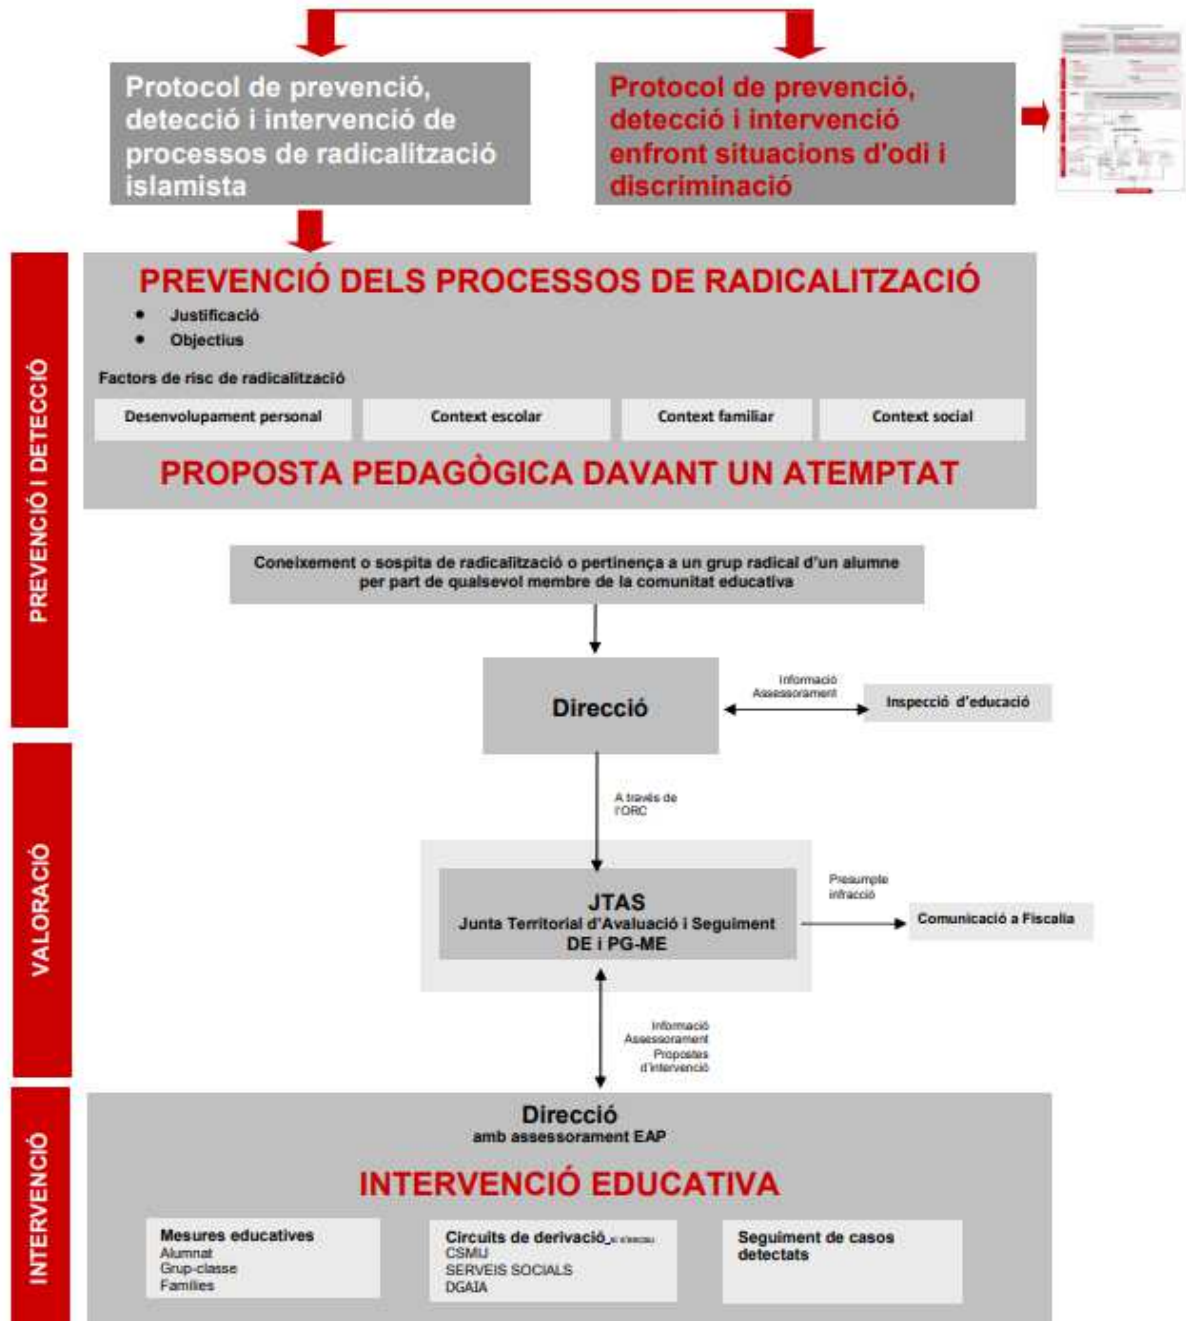 Protocol de prevenció,
detecció i intervenció de
processos de radicalització
islamista
Protocol de prevenció,
detecció i intervenció
enfront situacions d'odi i
discriminació
PREVENCIÓ I DETECCIÓ
PREVENCIÓ DELS PROCESSOS DE RADICALITZACIÓ
• Justificació
• Objectius
Factors de risc de radicalització
Desenvolupament personal
Context escolar
Context familiar
Context social
PROPOSTA PEDAGÒGICA DAVANT UN ATEMPTAT
Coneixement o sospita de radicalització o pertinença a un grup radical d'un alumne
per part de qualsevol membre de la comunitat educativa
Direcció
Informació
Assessorament
Inspecció d'educació
VALORACIÓ
A través de
l'ORC
JTAS
Junta Territorial d'Avaluació i Seguiment
DE i PG-ME
Presumpte
infracció
Comunicació a Fiscalia
Informació
Assessorament
Propostes
d'intervenció
INTERVENCIÓ
Direcció
amb assessorament EAP
INTERVENCIÓ EDUCATIVA
Mesures educatives
Alumnat
Grup-classe
Famílies
Circuits de derivació
CSMIJ
SERVEIS SOCIALS
DGAIA
Seguiment de casos
detectats